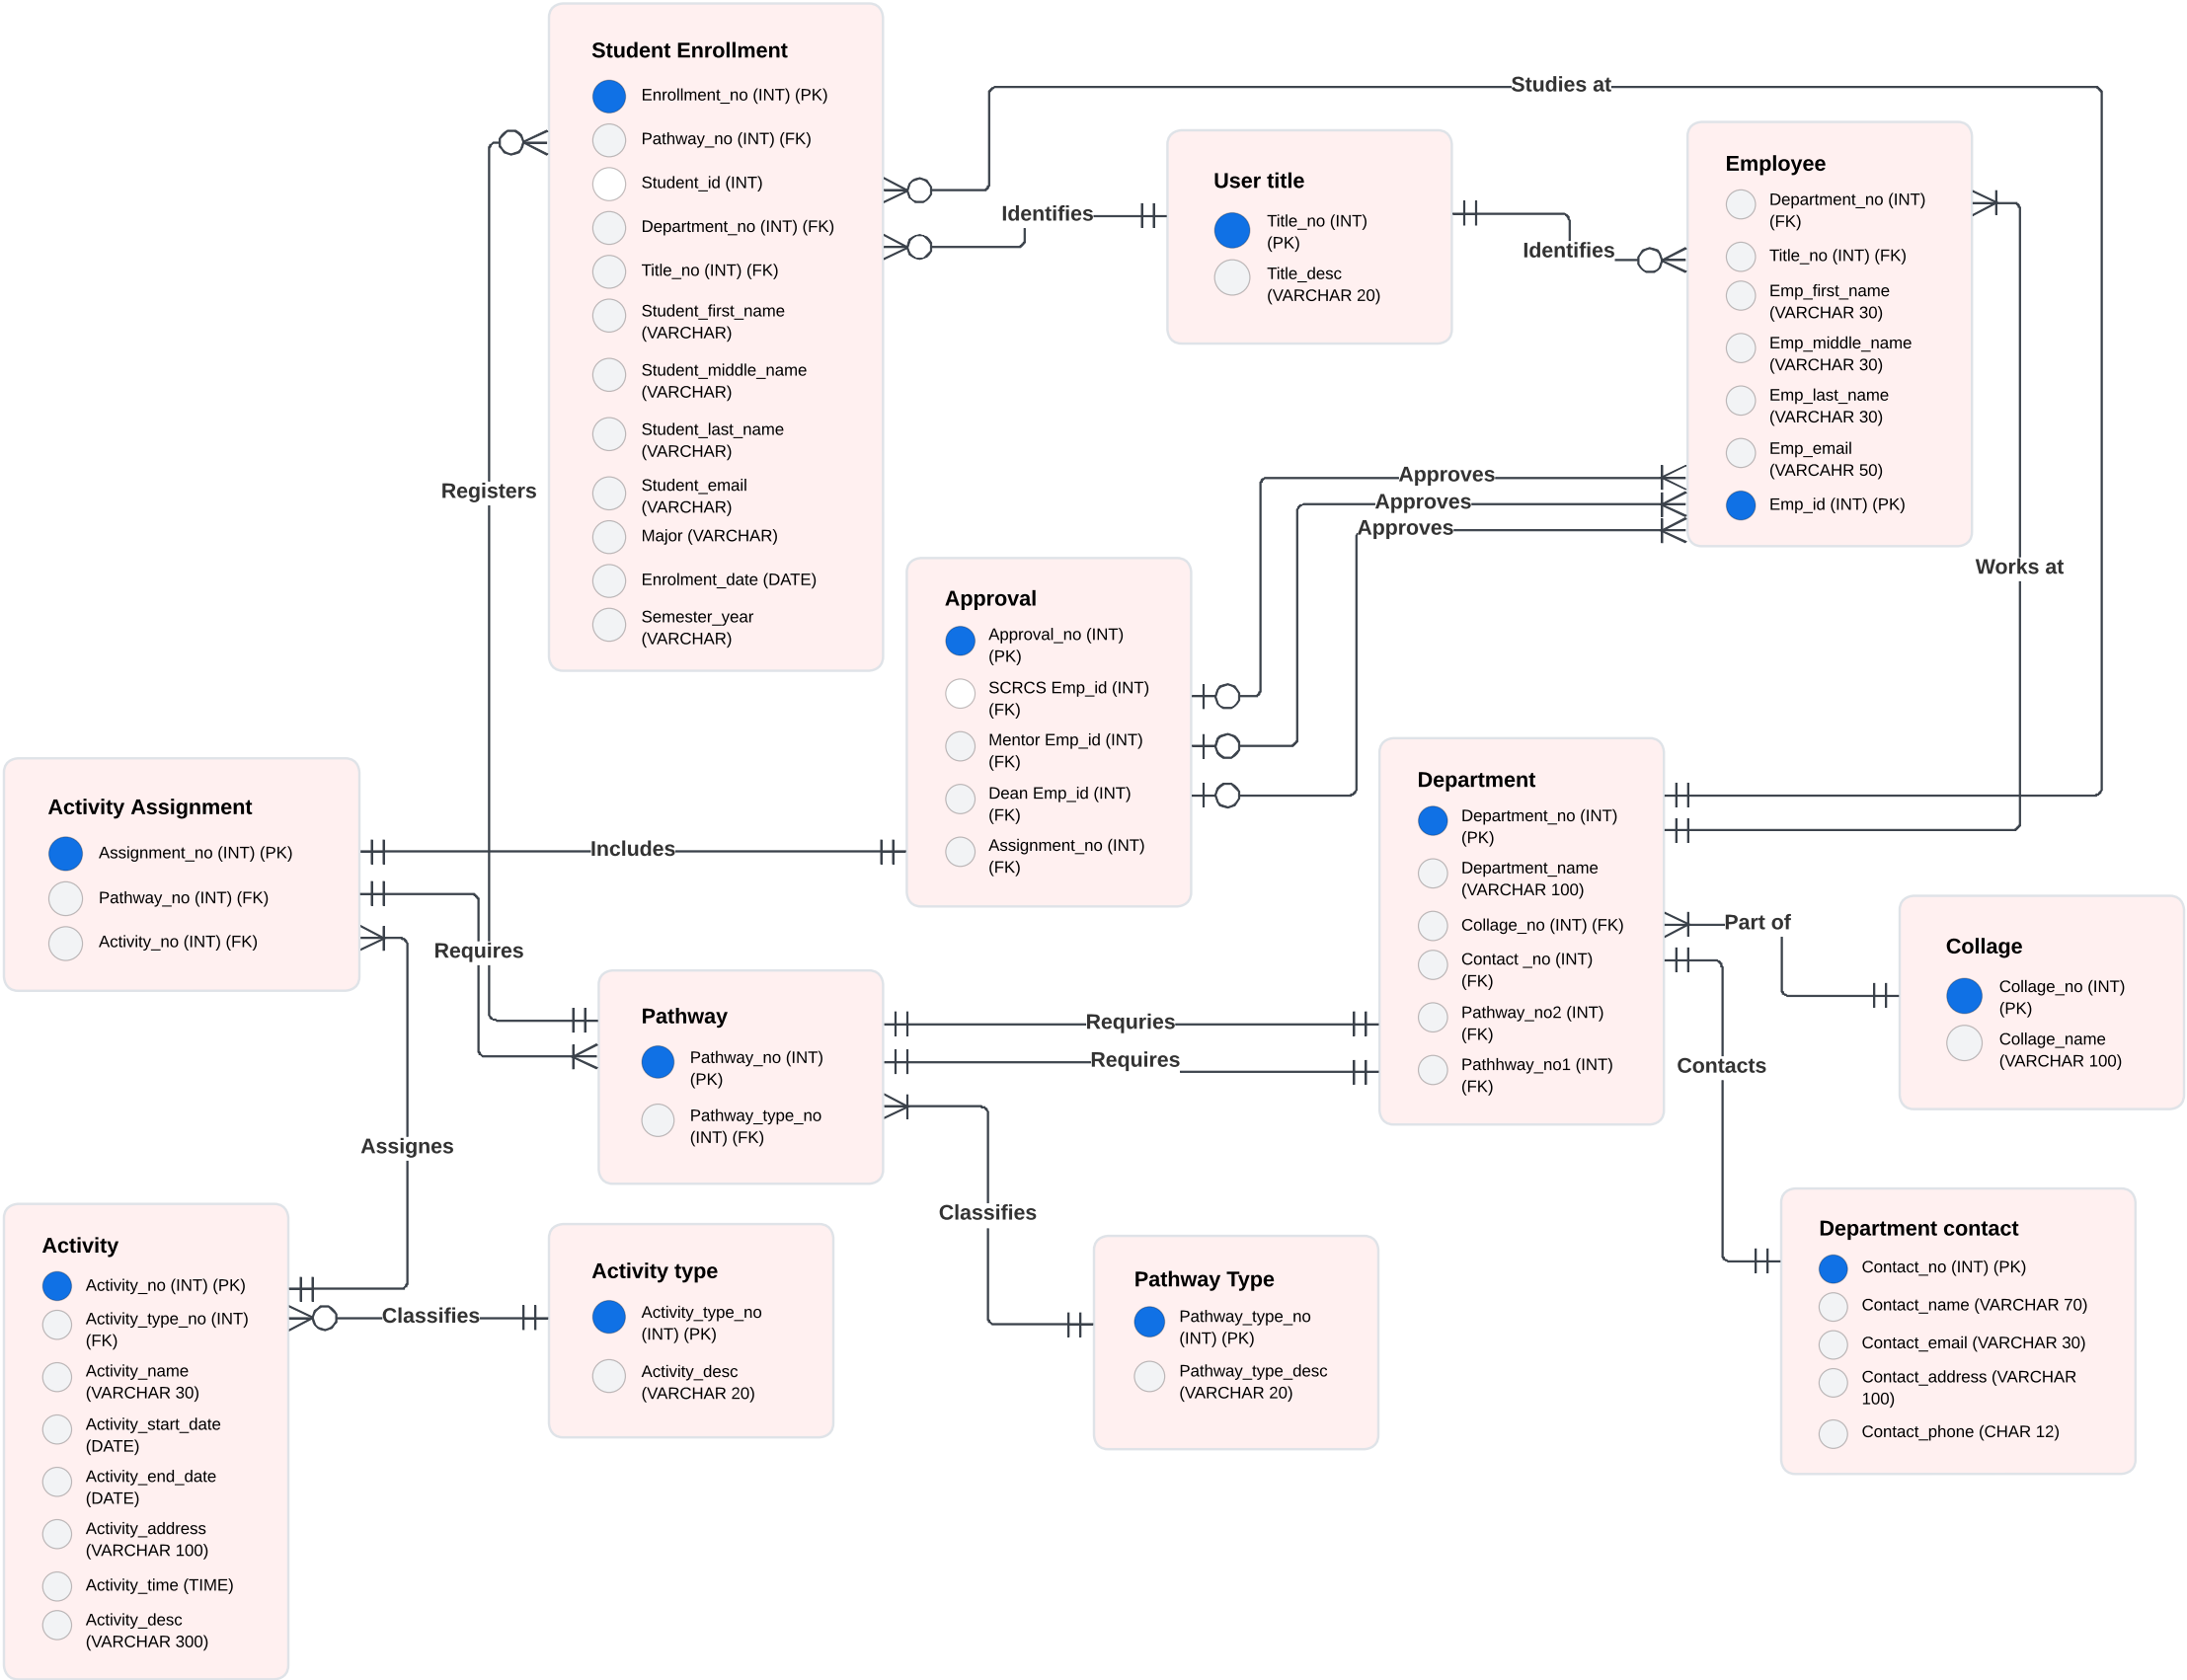 Student Enrollment
Enrollment_no (INT) (PK)
Pathway_no (INT) (FK)
Student_id (INT)
Department_no (INT) (FK)
Title_no (INT) (FK)
Student_first_name
(VARCHAR)
Student_middle_name
(VARCHAR)
Student_last_name
(VARCHAR)
Student_email
(VARCHAR)
Major (VARCHAR)
Enrolment_date (DATE)
Semester_year
(VARCHAR)
Studies at
Identifies
User title
Title_no (INT)
(PK)
Title_desc
(VARCHAR 20)
Identifies
Employee
Department_no (INT)
(FK)
Title_no (INT) (FK)
Emp_first_name
(VARCHAR 30)
Emp_middle_name
(VARCHAR 30)
Emp_last_name
(VARCHAR 30)
Emp_email
(VARCAHR 50)
Emp_id (INT) (PK)
Registers
Approves
Approves
Approves
Works at
Approval
Approval_no (INT)
(PK)
SCRCS Emp_id (INT)
(FK)
Mentor Emp_id (INT)
(FK)
Dean Emp_id (INT)
(FK)
Assignment_no (INT)
(FK)
Activity Assignment
Assignment_no (INT) (PK)
Pathway_no (INT) (FK)
Activity_no (INT) (FK)
Includes
Requires
Department
Department_no (INT)
(PK)
Department_name
(VARCHAR 100)
Collage_no (INT) (FK)
Contact _no (INT)
(FK)
Pathway_no2 (INT)
(FK)
Pathhway_no1 (INT)
(FK)
Part of
Collage
Collage_no (INT)
(PK)
Collage_name
(VARCHAR 100)
Pathway
Pathway_no (INT)
(PK)
Pathway_type_no
(INT) (FK)
Requries
Requires
Contacts
Assignes
Classifies
Activity
Activity_no (INT) (PK)
Activity_type_no (INT)
(FK)
Activity_name
(VARCHAR 30)
Activity_start_date
(DATE)
Activity_end_date
(DATE)
Activity_address
(VARCHAR 100)
Activity_time (TIME)
Activity_desc
(VARCHAR 300)
Classifies
Activity type
Activity_type_no
(INT) (PK)
Activity_desc
(VARCHAR 20)
Pathway Type
Pathway_type_no
(INT) (PK)
Pathway_type_desc
(VARCHAR 20)
Department contact
Contact_no (INT) (PK)
Contact_name (VARCHAR 70)
Contact_email (VARCHAR 30)
Contact_address (VARCHAR
100)
Contact_phone (CHAR 12)